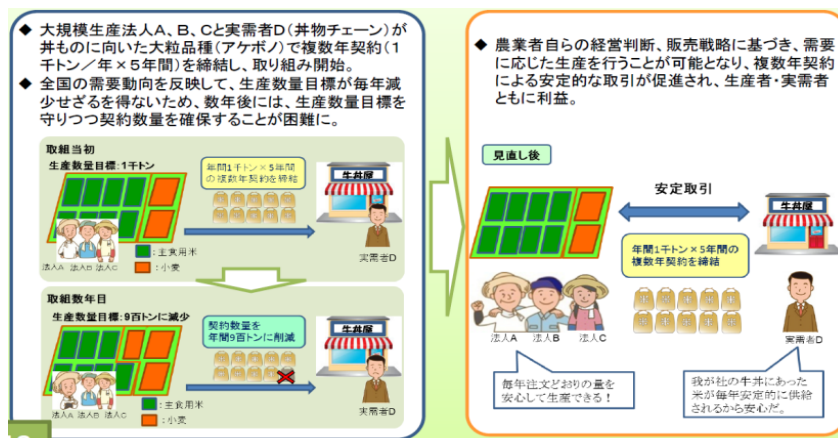 ◆ 大規模生産法人A、B、Cと実需者D(丼物チェーン)が
丼ものに向いた大粒品種(アケボノ)で複数年契約(1
千トン/年×5年間)を締結し、取り組み開始。
◆ 全国の需要動向を反映して、生産数量目標が毎年減
少せざるを得ないため、数年後には、生産数量目標を
守りつつ契約数量を確保することが困難に。
取組当初
生産数量目標:1千トン
年間1千トン×5年間
の複数年契約を締結
牛丼屋
法人A 法人B 法人C
:主食用米
:小麦
実需者D
取組数年目
生産数量目標:9百トンに減少
契約数量を
年間9百トンに削減
牛丼屋
法人A 法人B 法人C
:主食用米
:小麦
実需者D
◆ 農業者自らの経営判断、販売戦略に基づき、需要
に応じた生産を行うことが可能となり、複数年契約
による安定的な取引が促進され、生産者・実需者
ともに利益。
見直し後
安定取引
牛丼屋
年間1千トン×5年間の
複数年契約を締結
法人A 法人B 法人C
実需者D
毎年注文どおりの量を
安心して生産できる!
我が社の牛丼にあった
米が毎年安定的に供給
されるから安心だ。